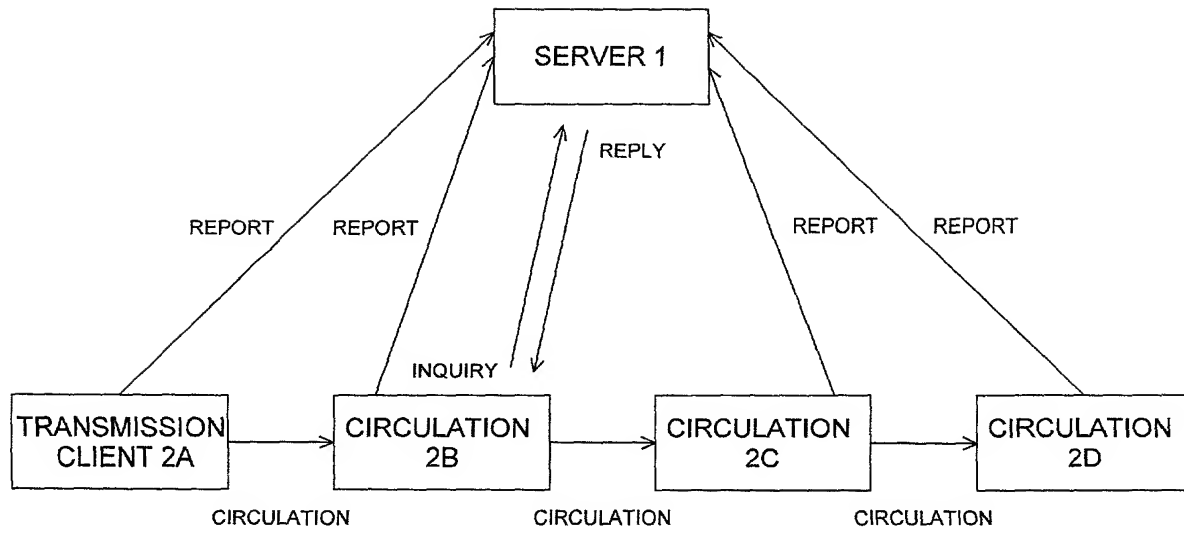 SERVER 1
REPLY
REPORT
REPORT
REPORT
REPORT
INQUIRY
TRANSMISSION
CLIENT 2A
CIRCULATION
2B
CIRCULATION
2C
CIRCULATION
2D
CIRCULATION
CIRCULATION
CIRCULATION